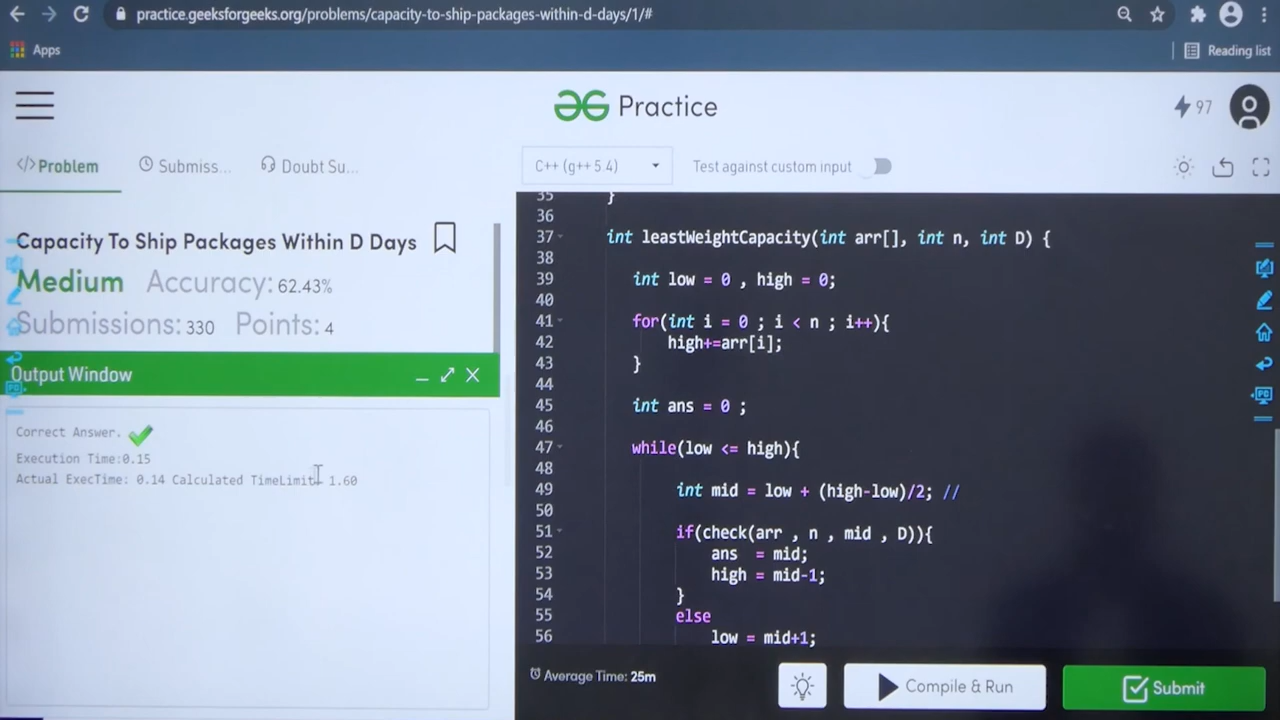 practice.geeksforgeeks.org/problems/capacity-to-ship-packages-within-d-days/1/#
Apps
Reading list
Practice
97
</>Problem
Submiss...
Doubt Su...
C++ (g++ 5.4)
Test against custom input
Capacity To Ship Packages Within D Days
Medium Accuracy: 62.43%
Submissions: 330 Points: 4
Output Window
Correct Answer.
Execution Time:0.15
Actual ExecTime: 0.14 Calculated TimeLimit: 1.60
35 }
36
37 int leastWeightCapacity(int arr[], int n, int D) {
38
39 int low = 0 , high = 0;
40
41 for(int i = 0 ; i < n ; i++){
42 high+=arr[i];
43 }
44
45 int ans = 0 ;
46
47 while(low <= high){
48
49 int mid = low + (high-low)/2; //
50
51 if(check(arr , n , mid , D)){
52 ans = mid;
53 high = mid-1;
54 }
55 else
56 low = mid+1;
Average Time: 25m
Compile & Run
Submit